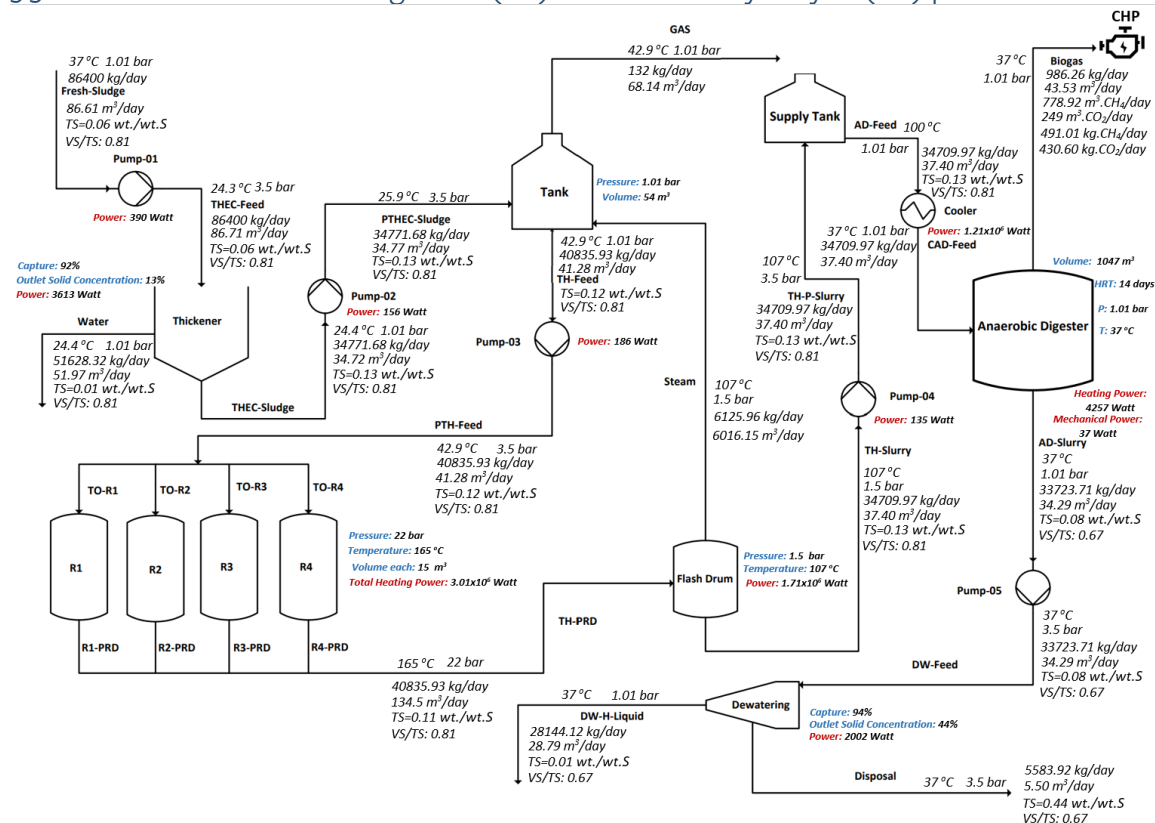 CHP
GAS
42.9 °C 1.01 bar
132 kg/day
68.14 m³/day
37 °C 1.01 bar
86400 kg/day
Fresh-Sludge
86.61 m³/day
TS=0.06 wt./wt.S
VS/TS: 0.81
Pump-01
Power: 390 Watt
24.3 °C 3.5 bar
THEC-Feed
86400 kg/day
86.71 m³/day
TS=0.06 wt./wt.S
VS/TS: 0.81
Capture: 92%
Outlet Solid Concentration: 13%
Power: 3613 Watt
Thickener
Water
24.4 °C 1.01 bar
51628.32 kg/day
51.97 m³/day
TS=0.01 wt./wt.S
VS/TS: 0.81
THEC-Sludge
24.4 °C 1.01 bar
34771.68 kg/day
34.72 m³/day
TS=0.13 wt./wt.S
VS/TS: 0.81
Pump-02
Power: 156 Watt
25.9 °C 3.5 bar
PTHEC-Sludge
34771.68 kg/day
34.77 m³/day
TS=0.13 wt./wt.S
VS/TS: 0.81
Tank
Pressure: 1.01 bar
Volume: 54 m³
42.9 °C 1.01 bar
40835.93 kg/day
41.28 m³/day
TH-Feed
TS=0.12 wt./wt.S
VS/TS: 0.81
Pump-03
Power: 186 Watt
PTH-Feed
42.9 °C 3.5 bar
40835.93 kg/day
41.28 m³/day
TS=0.12 wt./wt.S
VS/TS: 0.81
TO-R1
TO-R2
TO-R3
TO-R4
R1
R2
R3
R4
Pressure: 22 bar
Temperature: 165 °C
Volume each: 15 m³
Total Heating Power: 3.01x10⁶ Watt
R1-PRD
R2-PRD
R3-PRD
R4-PRD
165 °C 22 bar
40835.93 kg/day
134.5 m³/day
TS=0.11 wt./wt.S
VS/TS: 0.81
TH-PRD
Flash Drum
Pressure: 1.5 bar
Temperature: 107 °C
Power: 1.71x10⁶ Watt
Steam
107 °C
1.5 bar
6125.96 kg/day
6016.15 m³/day
TH-Slurry
107 °C
1.5 bar
34709.97 kg/day
37.40 m³/day
TS=0.13 wt./wt.S
VS/TS: 0.81
Pump-04
Power: 135 Watt
107 °C
3.5 bar
TH-P-Slurry
34709.97 kg/day
37.40 m³/day
TS=0.13 wt./wt.S
VS/TS: 0.81
Supply Tank
AD-Feed 100 °C
1.01 bar
34709.97 kg/day
37.40 m³/day
TS=0.13 wt./wt.S
VS/TS: 0.81
Cooler
Power: 1.21x10⁶ Watt
CAD-Feed
37 °C 1.01 bar
34709.97 kg/day
37.40 m³/day
37 °C
1.01 bar
Biogas
986.26 kg/day
43.53 m³/day
778.92 m³.CH₄/day
249 m³.CO₂/day
491.01 kg.CH₄/day
430.60 kg.CO₂/day
Anaerobic Digester
Volume: 1047 m³
HRT: 14 days
P: 1.01 bar
T: 37 °C
Heating Power:
4257 Watt
Mechanical Power:
37 Watt
AD-Slurry
37 °C
1.01 bar
33723.71 kg/day
34.29 m³/day
TS=0.08 wt./wt.S
VS/TS: 0.67
Pump-05
37 °C
3.5 bar
33723.71 kg/day
34.29 m³/day
TS=0.08 wt./wt.S
VS/TS: 0.67
DW-Feed
Dewatering
Capture: 94%
Outlet Solid Concentration: 44%
Power: 2002 Watt
37 °C 1.01 bar
DW-H-Liquid
28144.12 kg/day
28.79 m³/day
TS=0.01 wt./wt.S
VS/TS: 0.67
Disposal
37 °C 3.5 bar
5583.92 kg/day
5.50 m³/day
TS=0.44 wt./wt.S
VS/TS: 0.67